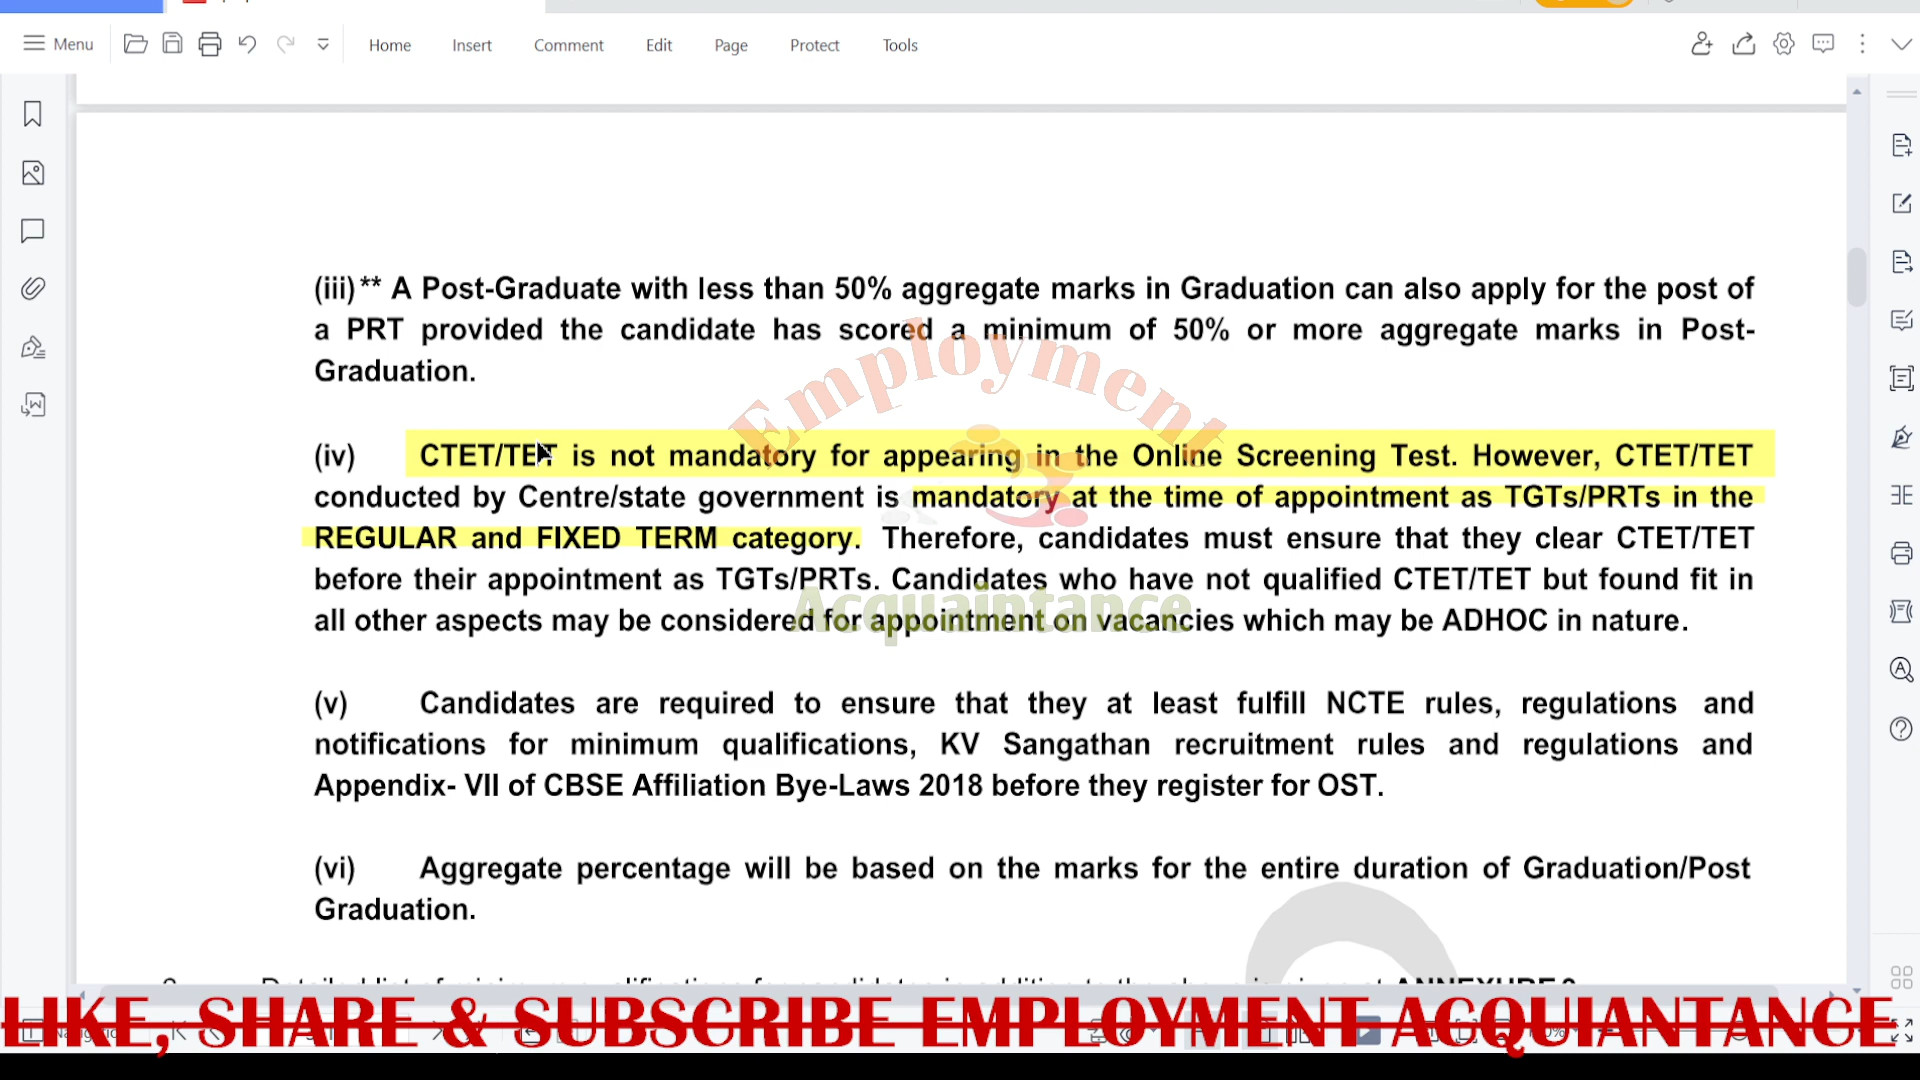 Menu Home Insert Comment Edit Page Protect Tools
(iii)** A Post-Graduate with less than 50% aggregate marks in Graduation can also apply for the post of
a PRT provided the candidate has scored a minimum of 50% or more aggregate marks in Post-
Graduation.
Employment
(iv) CTET/TET is not mandatory for appearing in the Online Screening Test. However, CTET/TET
conducted by Centre/state government is mandatory at the time of appointment as TGTs/PRTs in the
REGULAR and FIXED TERM category. Therefore, candidates must ensure that they clear CTET/TET
before their appointment as TGTs/PRTs. Candidates who have not qualified CTET/TET but found fit in
Acquaintance
all other aspects may be considered for appointment on vacancies which may be ADHOC in nature.
(v) Candidates are required to ensure that they at least fulfill NCTE rules, regulations and
notifications for minimum qualifications, KV Sangathan recruitment rules and regulations and
Appendix- VII of CBSE Affiliation Bye-Laws 2018 before they register for OST.
(vi) Aggregate percentage will be based on the marks for the entire duration of Graduation/Post
Graduation.
LIKE, SHARE & SUBSCRIBE EMPLOYMENT ACQUIANTANCE